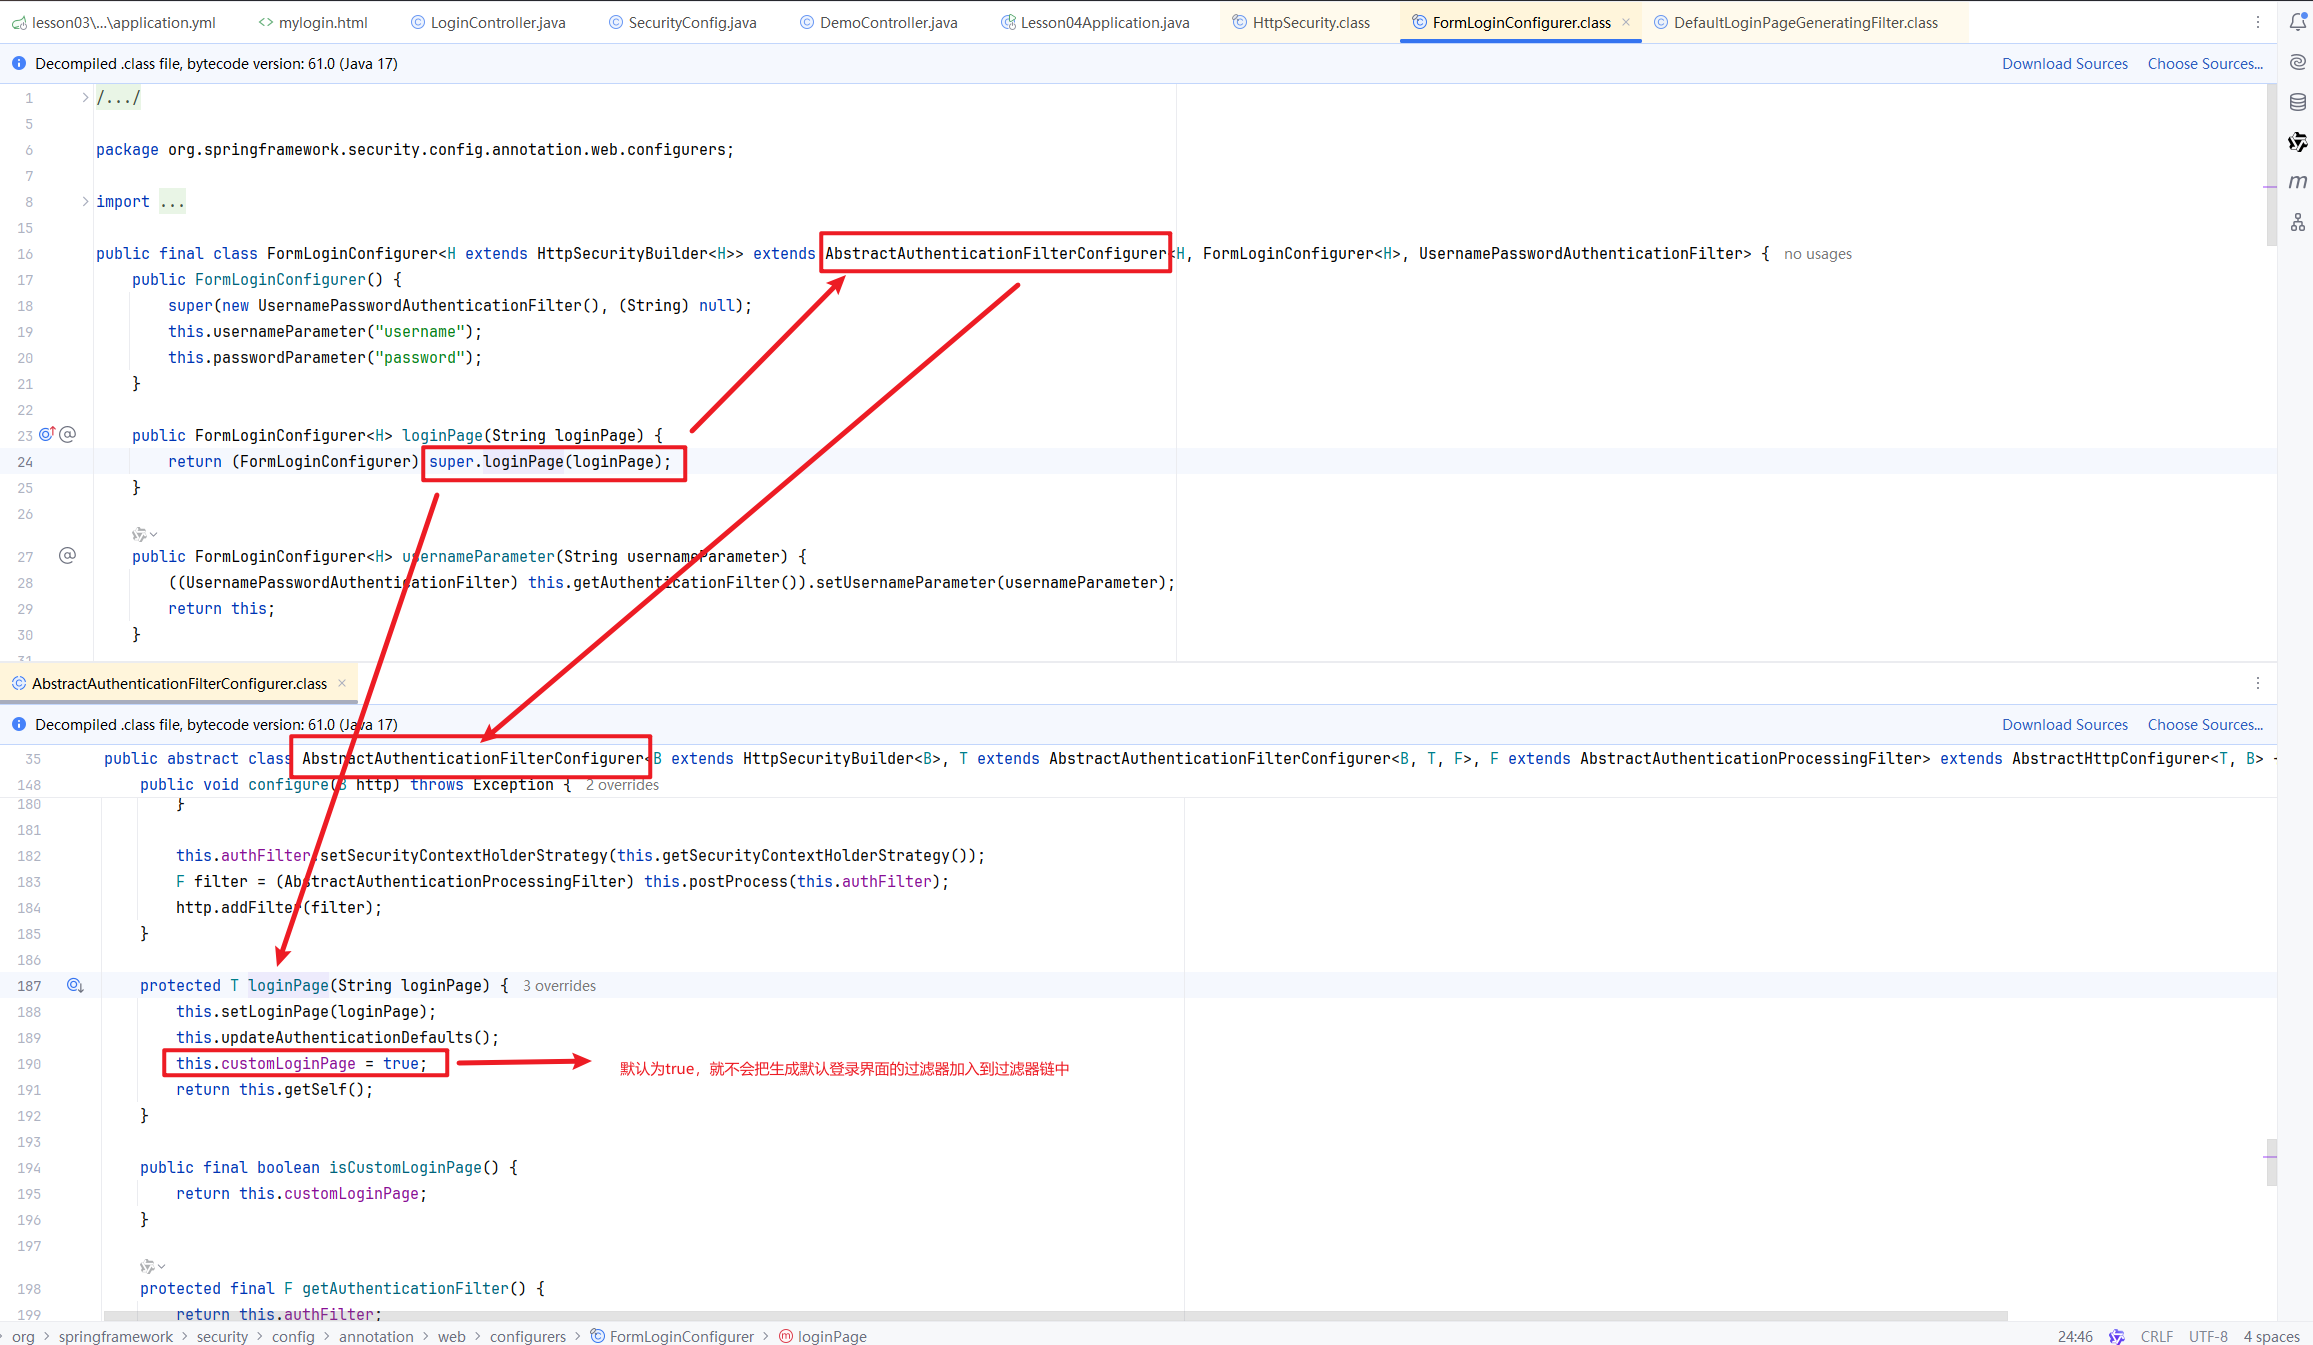 lesson03\...\application.yml
mylogin.html
LoginController.java
SecurityConfig.java
DemoController.java
Lesson04Application.java
HttpSecurity.class
FormLoginConfigurer.class
DefaultLoginPageGeneratingFilter.class
Decompiled .class file, bytecode version: 61.0 (Java 17)
Download Sources
Choose Sources...
1 /.../
5
6 package org.springframework.security.config.annotation.web.configurers;
7
8 import ...
15
16 public final class FormLoginConfigurer<H extends HttpSecurityBuilder<H>> extends AbstractAuthenticationFilterConfigurer<H, FormLoginConfigurer<H>, UsernamePasswordAuthenticationFilter> { no usages
17 public FormLoginConfigurer() {
18 super(new UsernamePasswordAuthenticationFilter(), (String) null);
19 this.usernameParameter("username");
20 this.passwordParameter("password");
21 }
22
23 public FormLoginConfigurer<H> loginPage(String loginPage) {
24 return (FormLoginConfigurer) super.loginPage(loginPage);
25 }
26
27 public FormLoginConfigurer<H> usernameParameter(String usernameParameter) {
28 ((UsernamePasswordAuthenticationFilter) this.getAuthenticationFilter()).setUsernameParameter(usernameParameter);
29 return this;
30 }
31
AbstractAuthenticationFilterConfigurer.class
Decompiled .class file, bytecode version: 61.0 (Java 17)
Download Sources
Choose Sources...
35 public abstract class AbstractAuthenticationFilterConfigurer<B extends HttpSecurityBuilder<B>, T extends AbstractAuthenticationFilterConfigurer<B, T, F>, F extends AbstractAuthenticationProcessingFilter> extends AbstractHttpConfigurer<T, B> {
148 public void configure(B http) throws Exception { 2 overrides
180 }
181
182 this.authFilter.setSecurityContextHolderStrategy(this.getSecurityContextHolderStrategy());
183 F filter = (AbstractAuthenticationProcessingFilter) this.postProcess(this.authFilter);
184 http.addFilter(filter);
185 }
186
187 protected T loginPage(String loginPage) { 3 overrides
188 this.setLoginPage(loginPage);
189 this.updateAuthenticationDefaults();
190 this.customLoginPage = true;
默认为true，就不会把生成默认登录界面的过滤器加入到过滤器链中
191 return this.getSelf();
192 }
193
194 public final boolean isCustomLoginPage() {
195 return this.customLoginPage;
196 }
197
198 protected final F getAuthenticationFilter() {
199 return this.authFilter;
org > springframework > security > config > annotation > web > configurers > FormLoginConfigurer > loginPage
24:46 CRLF UTF-8 4 spaces